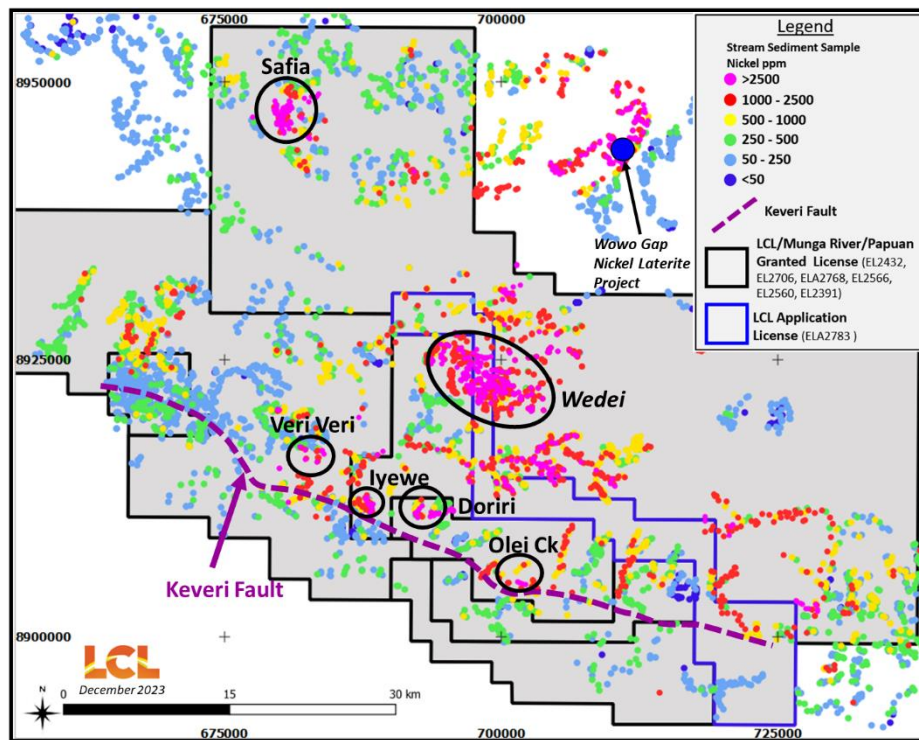 675000
700000
Legend
Stream Sediment Sample
Nickel ppm
>2500
1000 - 2500
500 - 1000
250 - 500
50 - 250
<50
Keveri Fault
LCL/Munga River/Papuan
Granted License (EL2432,
EL2706, ELA2768, EL2566,
EL2560, EL2391)
LCL Application
License (ELA2783 )
8950000
Safia
Wowo Gap
Nickel Laterite
Project
8925000
Wedei
Veri Veri
Iyewe
Doriri
Olei Ck
Keveri Fault
8900000
LCL
December 2023
N
0
15
30 km
675000
700000
725000